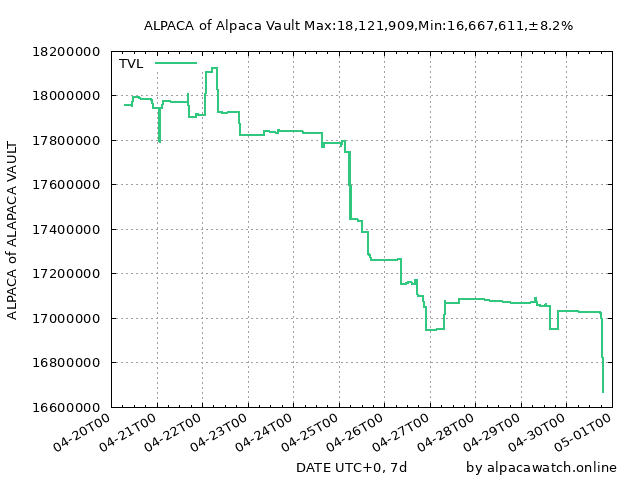 ALPACA of Alpaca Vault Max:18,121,909,Min:16,667,611,±8.2%
TVL
18200000
18000000
17800000
17600000
17400000
17200000
17000000
16800000
16600000
ALPACA of ALAPACA VAULT
04-20T00
04-21T00
04-22T00
04-23T00
04-24T00
04-25T00
04-26T00
04-27T00
04-28T00
04-29T00
04-30T00
05-01T00
DATE UTC+0, 7d
by alpacawatch.online